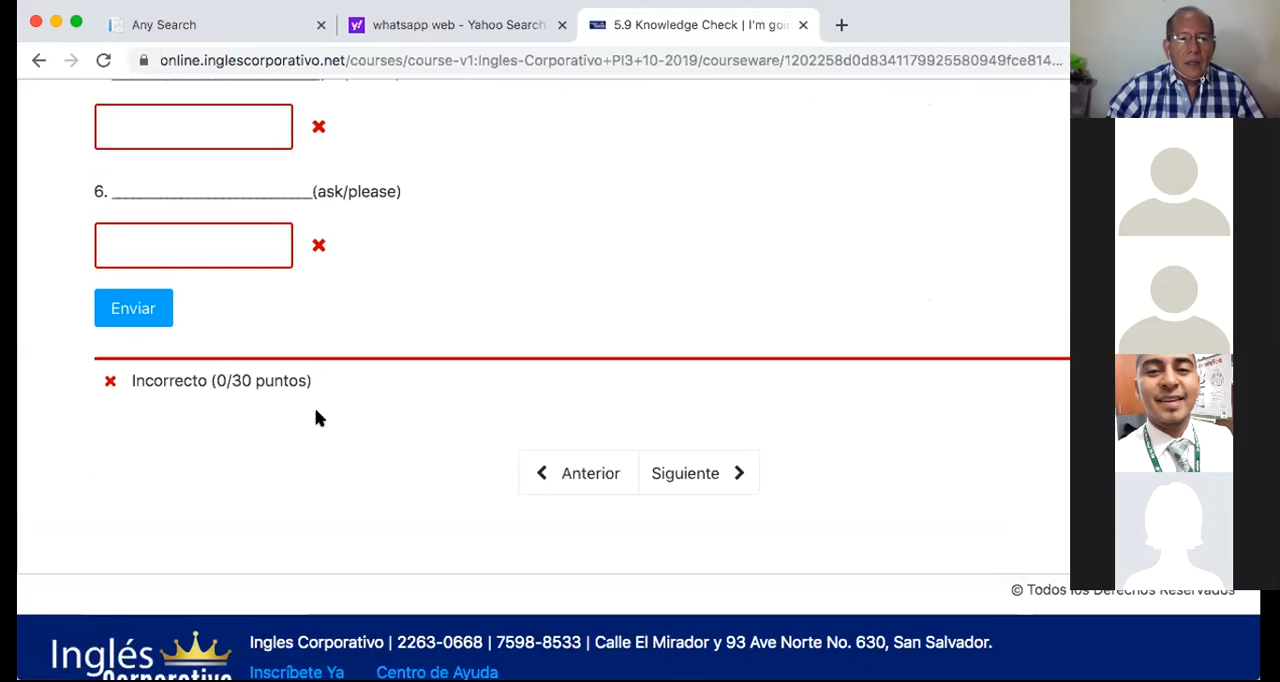 Any Search
whatsapp web - Yahoo Search
5.9 Knowledge Check | I'm goi
online.inglescorporativo.net/courses/course-v1:Ingles-Corporativo+PI3+10-2019/courseware/1202258d0d8341179925580949fce814...
6. _________________________(ask/please)
Enviar
Incorrecto (0/30 puntos)
Anterior
Siguiente
© Todos los Derechos Reservados
Inglés
Corporativo
Ingles Corporativo | 2263-0668 | 7598-8533 | Calle El Mirador y 93 Ave Norte No. 630, San Salvador.
Inscríbete Ya
Centro de Ayuda